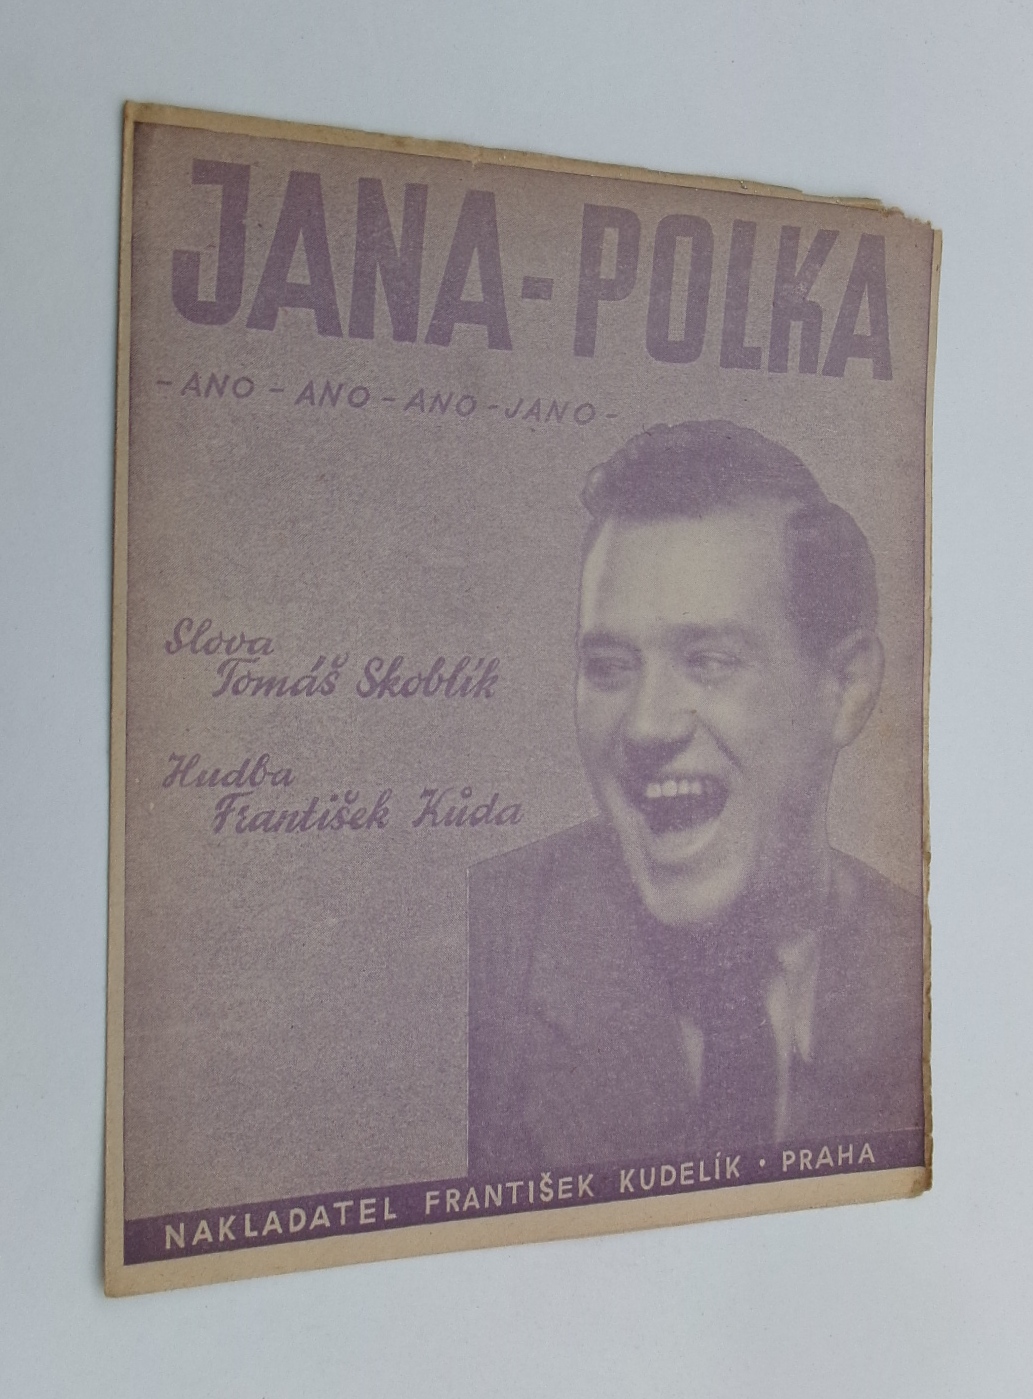 JANA-POLKA
- ANO - ANO - ANO - JANO -
Slova
Tomáš Skoblík
Hudba
František Kůda
NAKLADATEL FRANTIŠEK KUDELÍK • PRAHA